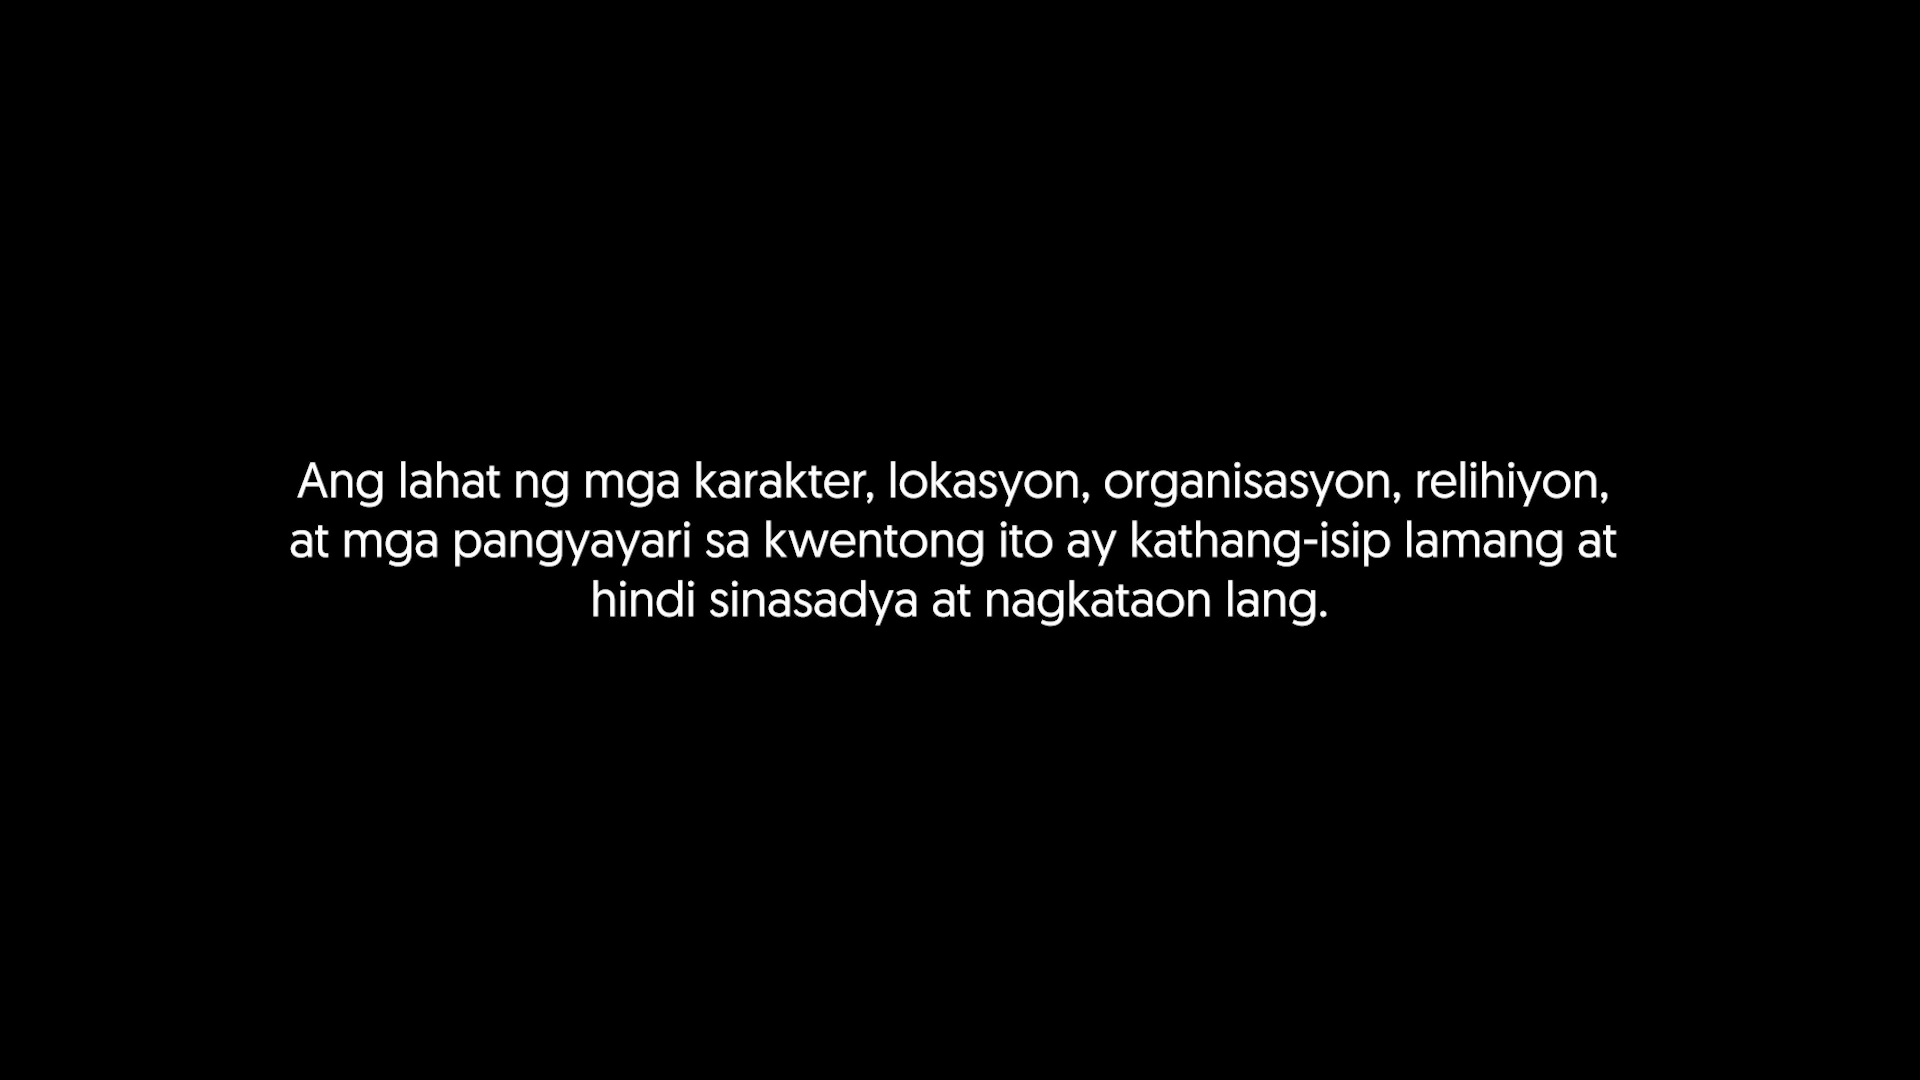 Ang lahat ng mga karakter, lokasyon, organisasyon, relihiyon,
at mga pangyayari sa kwentong ito ay kathang-isip lamang at
hindi sinasadya at nagkataon lang.